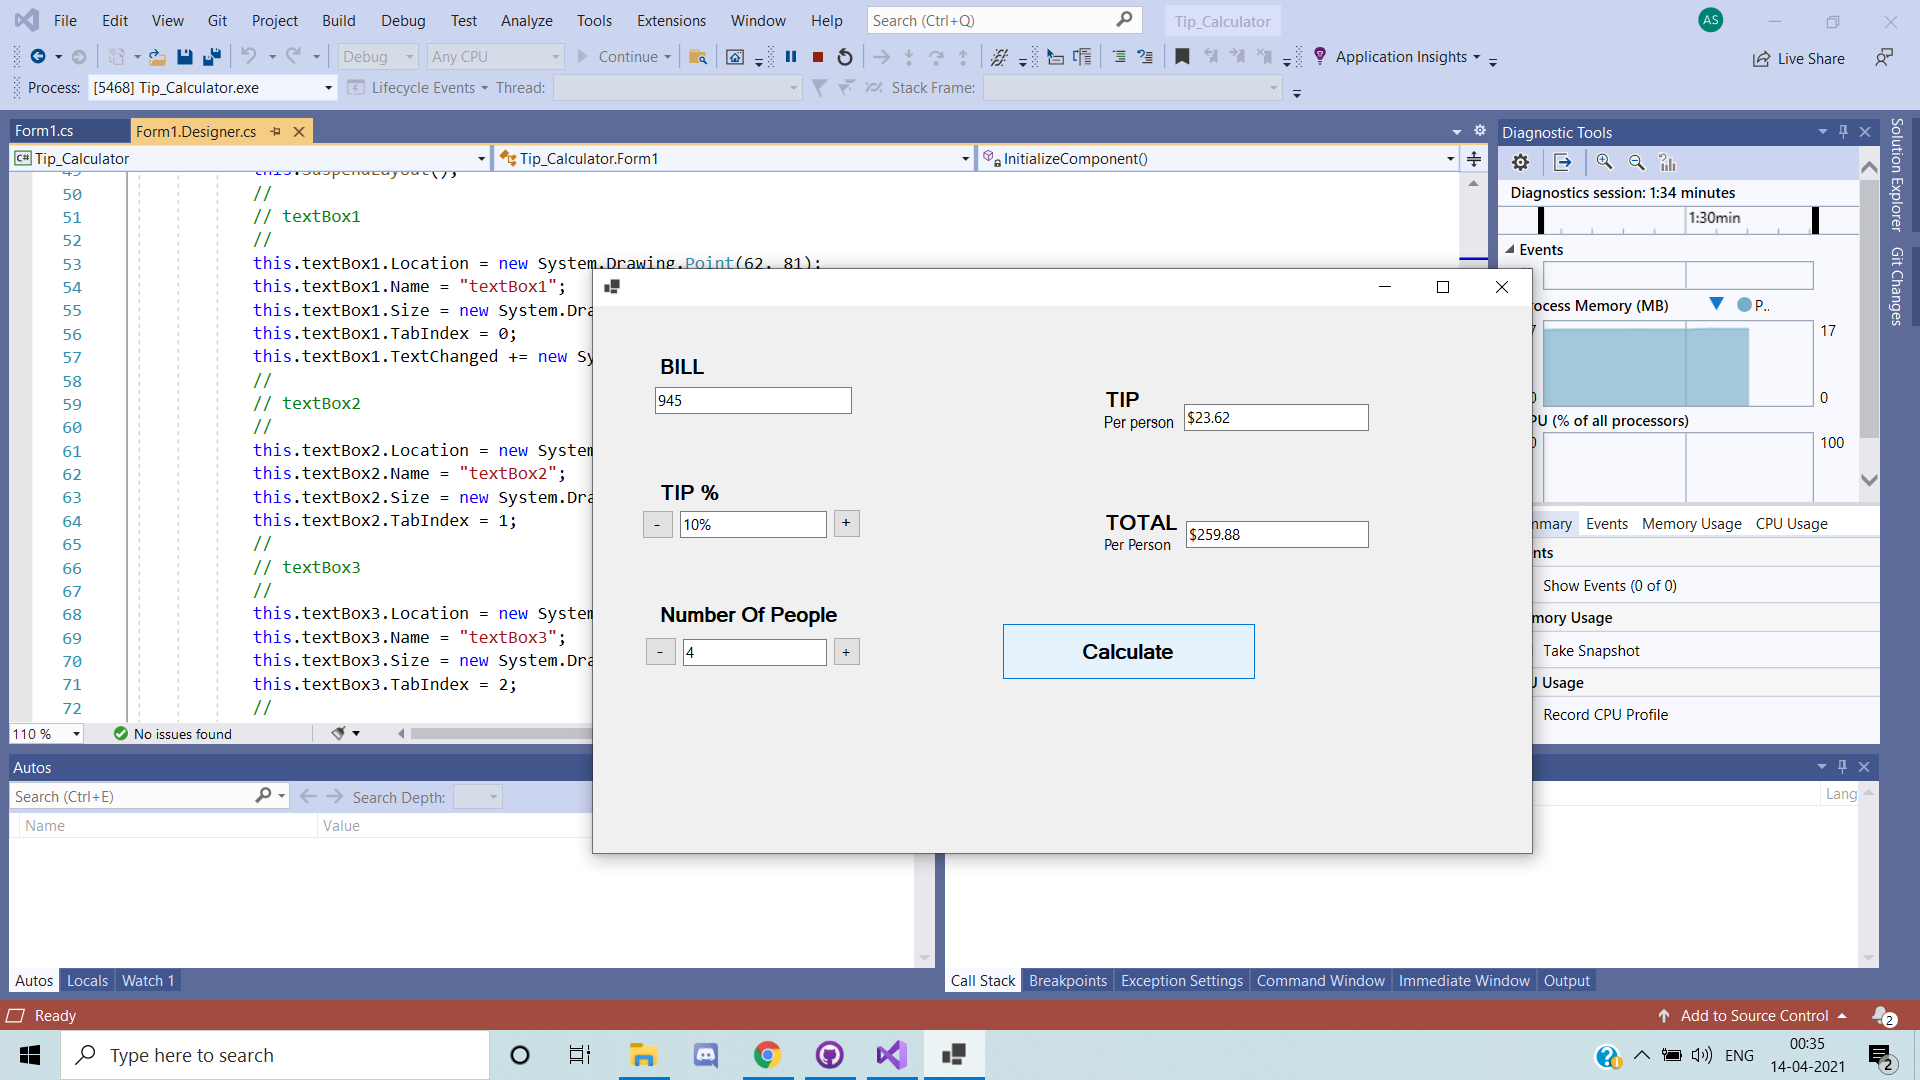 File Edit View Git Project Build Debug Test Analyze Tools Extensions Window Help Search (Ctrl+Q) Tip_Calculator AS
Debug Any CPU Continue Application Insights Live Share
Process: [5468] Tip_Calculator.exe Lifecycle Events Thread: Stack Frame:
Form1.cs Form1.Designer.cs
C# Tip_Calculator Tip_Calculator.Form1 InitializeComponent()
49 this.SuspendLayout();
50 //
51 // textBox1
52 //
53 this.textBox1.Location = new System.Drawing.Point(62, 81);
54 this.textBox1.Name = "textBox1";
55 this.textBox1.Size = new System.Dra
56 this.textBox1.TabIndex = 0;
57 this.textBox1.TextChanged += new Sy
58 //
59 // textBox2
60 //
61 this.textBox2.Location = new System
62 this.textBox2.Name = "textBox2";
63 this.textBox2.Size = new System.Dra
64 this.textBox2.TabIndex = 1;
65 //
66 // textBox3
67 //
68 this.textBox3.Location = new System
69 this.textBox3.Name = "textBox3";
70 this.textBox3.Size = new System.Dra
71 this.textBox3.TabIndex = 2;
72 //
110 % No issues found
BILL
945
TIP %
- 10% +
Number Of People
- 4 +
TIP
Per person $23.62
TOTAL
Per Person $259.88
Calculate
Diagnostic Tools
Diagnostics session: 1:34 minutes
1:30min
Events
ocess Memory (MB) P..
17
0
PU (% of all processors)
100
mmary Events Memory Usage CPU Usage
nts
Show Events (0 of 0)
mory Usage
Take Snapshot
U Usage
Record CPU Profile
Solution Explorer
Git Changes
Autos
Search (Ctrl+E) Search Depth:
Name Value
Lang
Autos Locals Watch 1
Call Stack Breakpoints Exception Settings Command Window Immediate Window Output
Ready Add to Source Control 2
Type here to search
ENG
00:35
14-04-2021
2